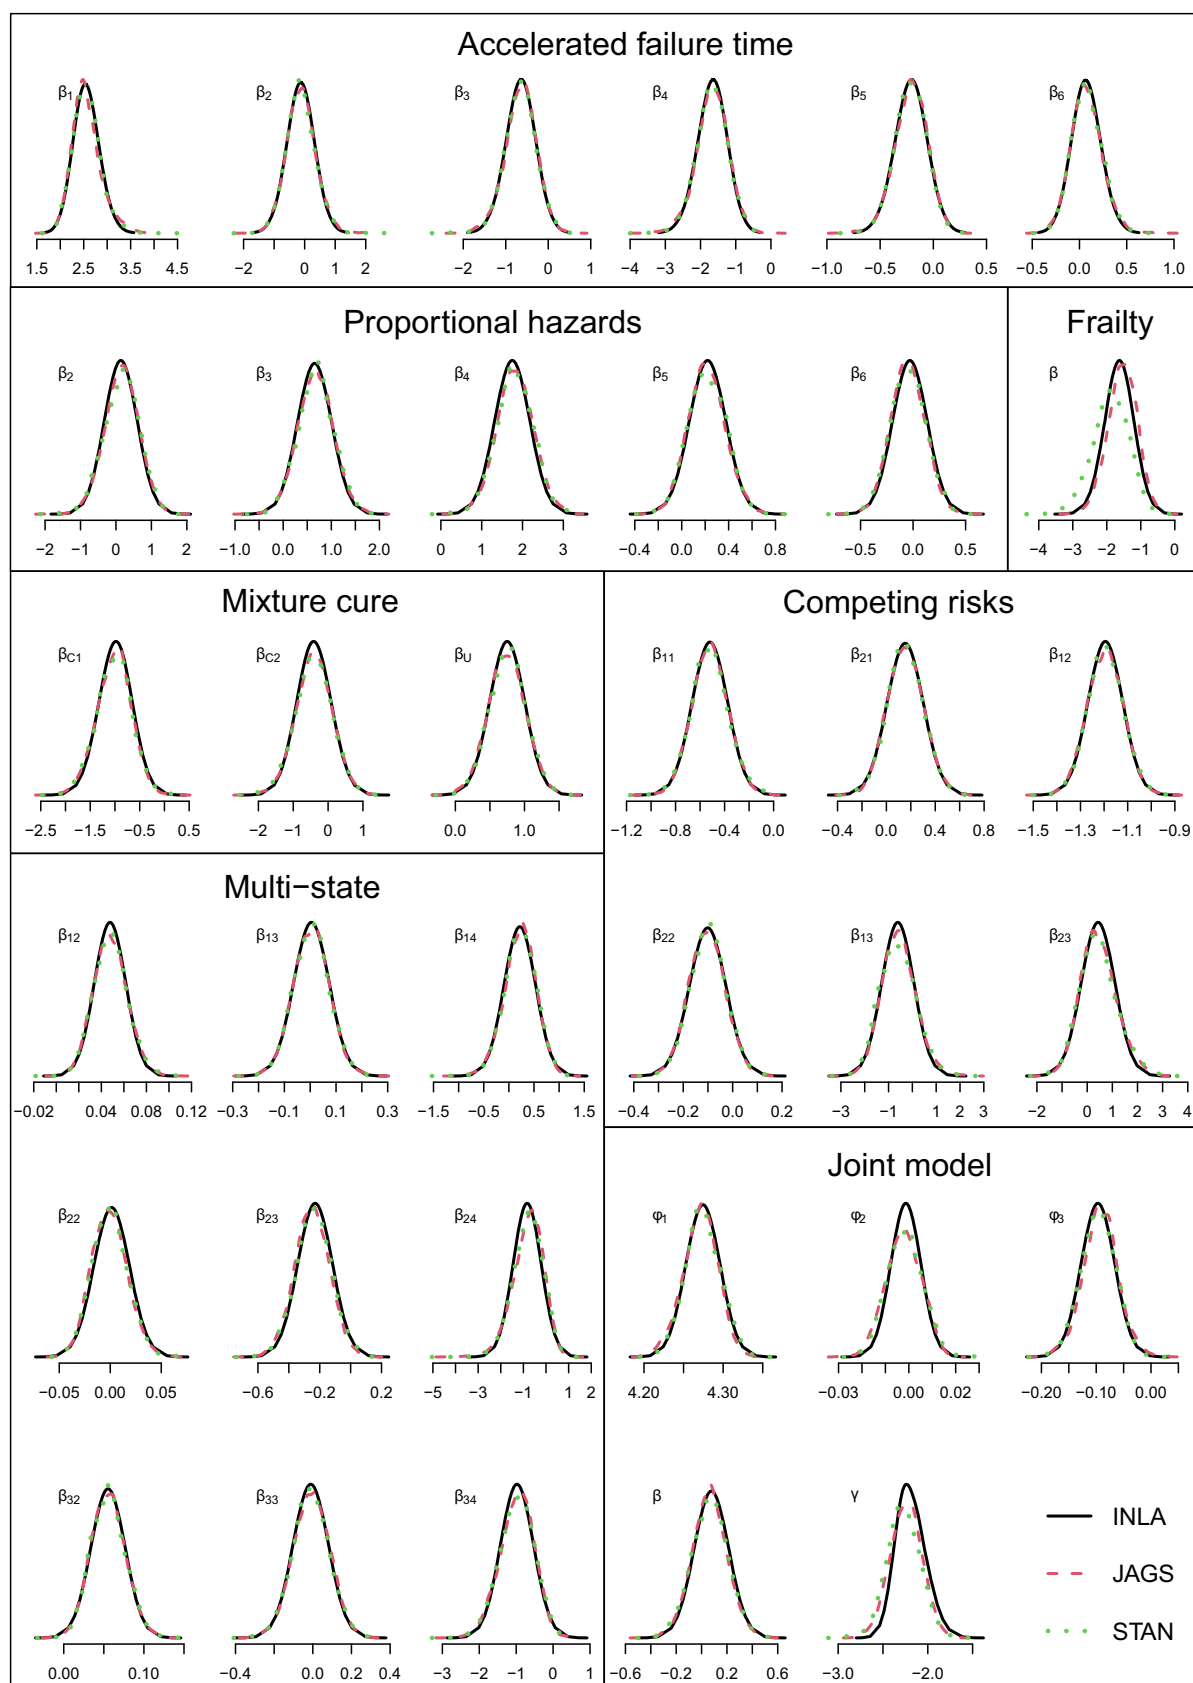 Accelerated failure time
β1 β2 β3 β4 β5 β6
1.5 2.5 3.5 4.5 −2 0 2 −2 −1 0 1 −4 −3 −2 −1 0 −1.0 −0.5 0.0 0.5 −0.5 0.0 0.5 1.0
Proportional hazards
Frailty
β2 β3 β4 β5 β6 β
−2 −1 0 1 2 −1.0 0.0 1.0 2.0 0 1 2 3 −0.4 0.0 0.4 0.8 −0.5 0.0 0.5 −4 −3 −2 −1 0
Mixture cure
βC1 βC2 βU
−2.5 −1.5 −0.5 0.5 −2 −1 0 1 0.0 1.0
Competing risks
β11 β21 β12
−1.2 −0.8 −0.4 0.0 −0.4 0.0 0.4 0.8 −1.5 −1.3 −1.1 −0.9
β22 β13 β23
−0.4 −0.2 0.0 0.2 −3 −1 1 2 3 −2 0 1 2 3 4
Multi−state
β12 β13 β14
−0.02 0.04 0.08 0.12 −0.3 −0.1 0.1 0.3 −1.5 −0.5 0.5 1.5
β22 β23 β24
−0.05 0.00 0.05 −0.6 −0.2 0.2 −5 −3 −1 1 2
β32 β33 β34
0.00 0.10 −0.4 −0.2 0.0 0.2 0.4 −3 −2 −1 0 1
Joint model
φ1 φ2 φ3
4.20 4.30 −0.03 0.00 0.02 −0.20 −0.10 0.00
β γ
−0.6 −0.2 0.2 0.6 −3.0 −2.0
INLA
JAGS
STAN